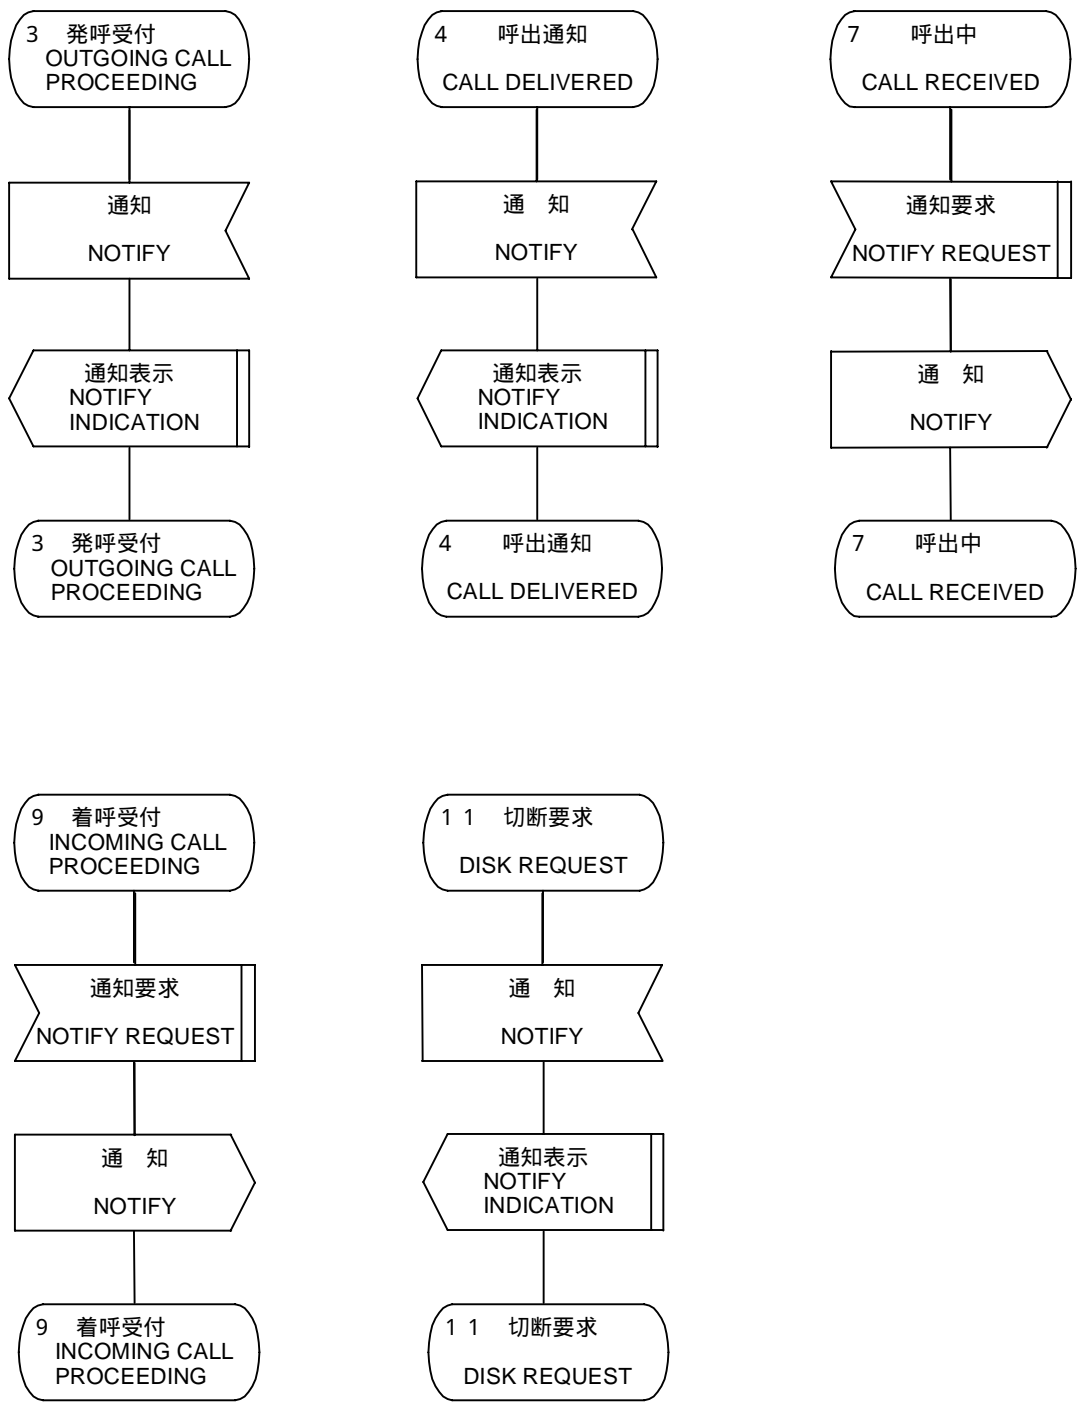 3 発呼受付
OUTGOING CALL
PROCEEDING
通知
NOTIFY
通知表示
NOTIFY
INDICATION
3 発呼受付
OUTGOING CALL
PROCEEDING
4 呼出通知
CALL DELIVERED
通 知
NOTIFY
通知表示
NOTIFY
INDICATION
4 呼出通知
CALL DELIVERED
7 呼出中
CALL RECEIVED
通知要求
NOTIFY REQUEST
通 知
NOTIFY
7 呼出中
CALL RECEIVED
9 着呼受付
INCOMING CALL
PROCEEDING
通知要求
NOTIFY REQUEST
通 知
NOTIFY
9 着呼受付
INCOMING CALL
PROCEEDING
1 1 切断要求
DISK REQUEST
通 知
NOTIFY
通知表示
NOTIFY
INDICATION
1 1 切断要求
DISK REQUEST